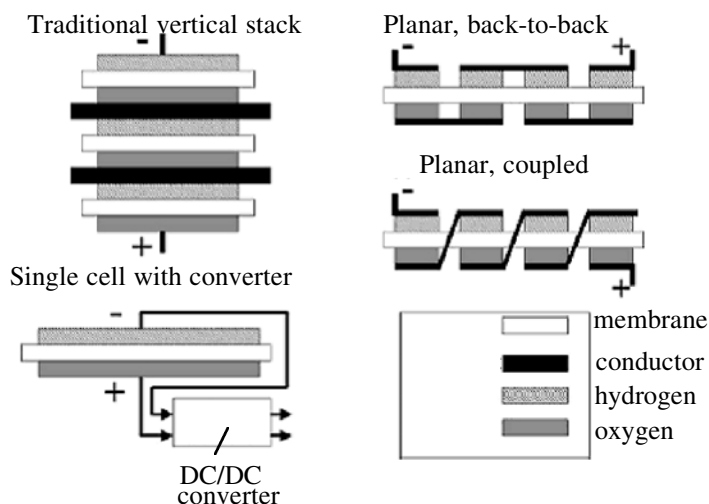 Traditional vertical stack
-
+
Planar, back-to-back
-
+
Planar, coupled
-
+
Single cell with converter
-
+
DC/DC
converter
membrane
conductor
hydrogen
oxygen